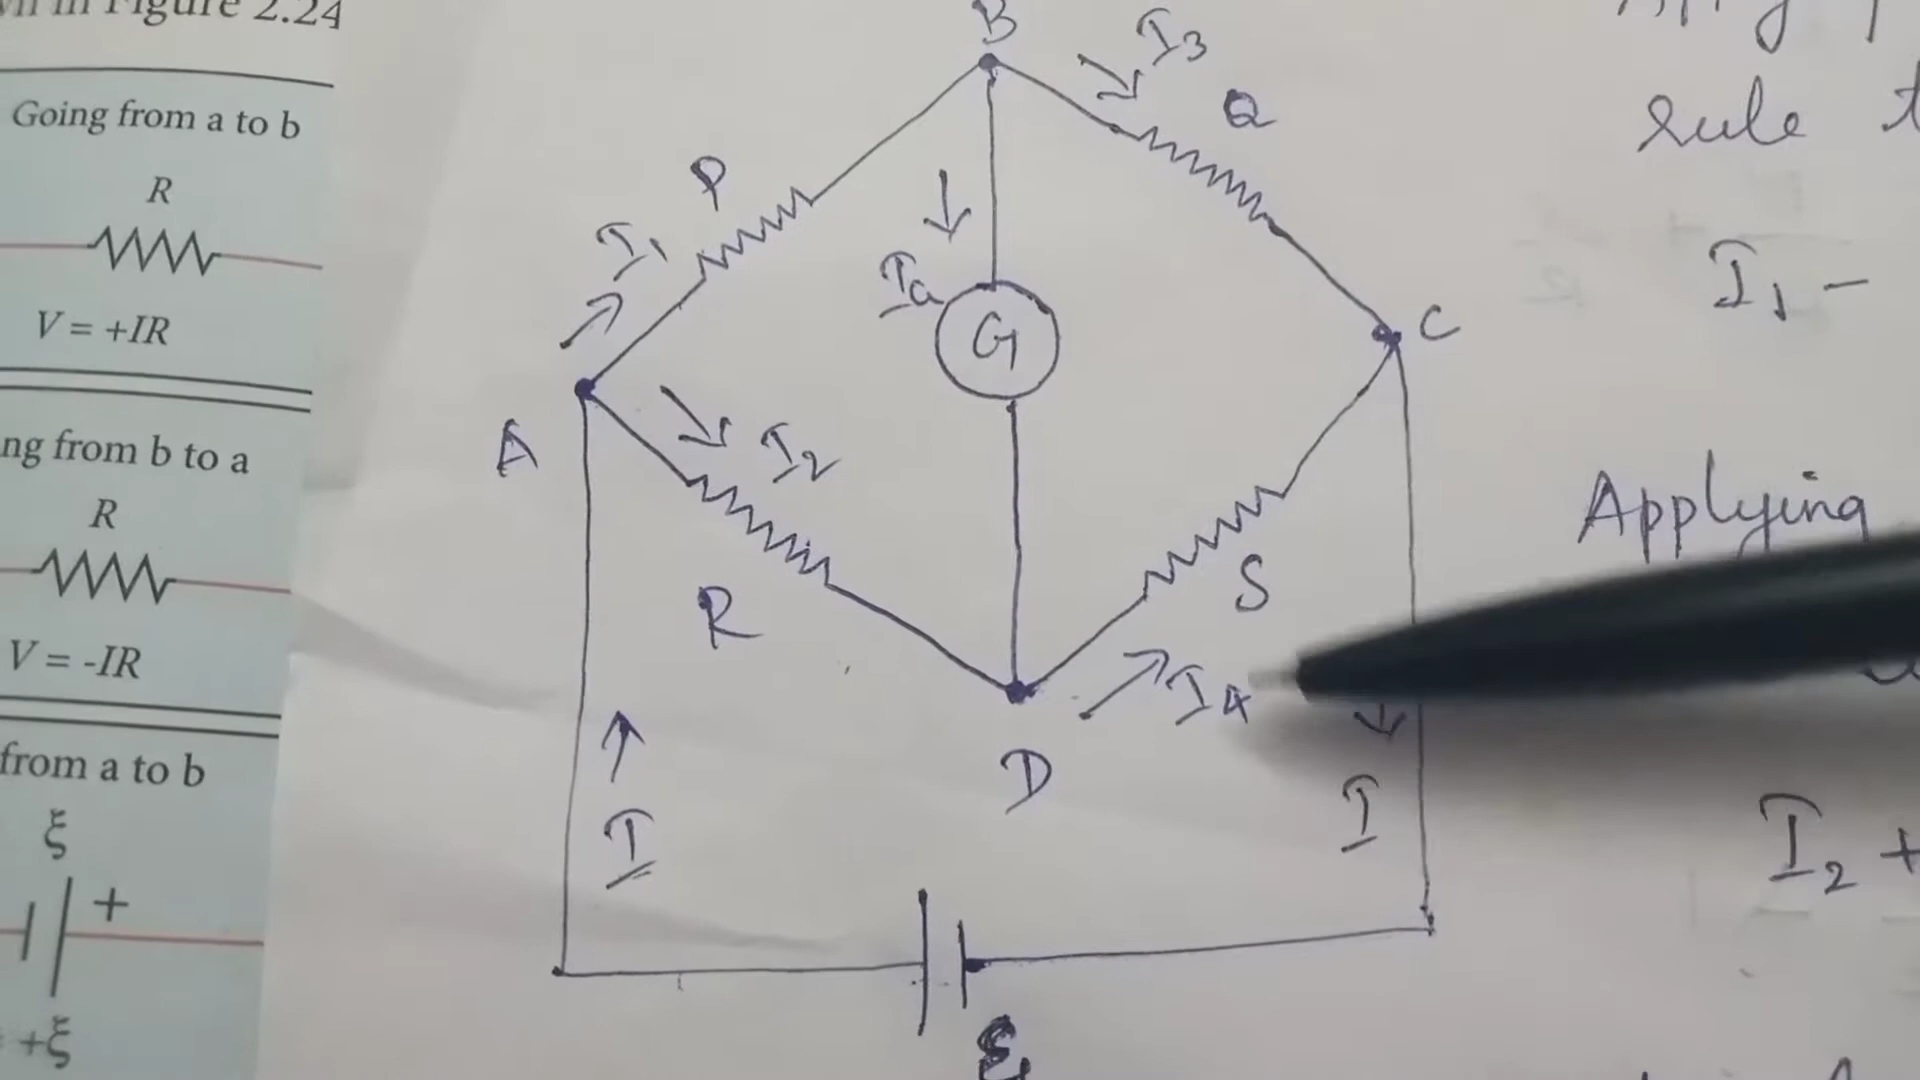 in Figure 2.24
Going from a to b
R
V = +IR
ng from b to a
R
V = -IR
from a to b
ξ
+
+ξ
B
I3
Q
P
I1
IG
G
C
A
I2
R
S
I4
D
I
I
ξ
rule t
I1 -
Applying
I2 +